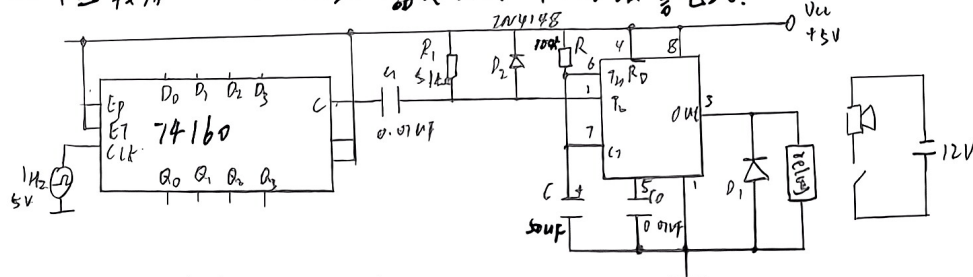 2N4148
Vcc
+5V
R1
51k
D2
100k
R
4
8
6
TH
RD
1
TL
7
OUt
3
5
1
EP
D0 D1 D2 D3
C
ET
74160
CLK
Q0 Q1 Q2 Q3
1Hz
5V
C1
0.01uF
C
+
50uF
C0
0.01uF
D1
relay
12V